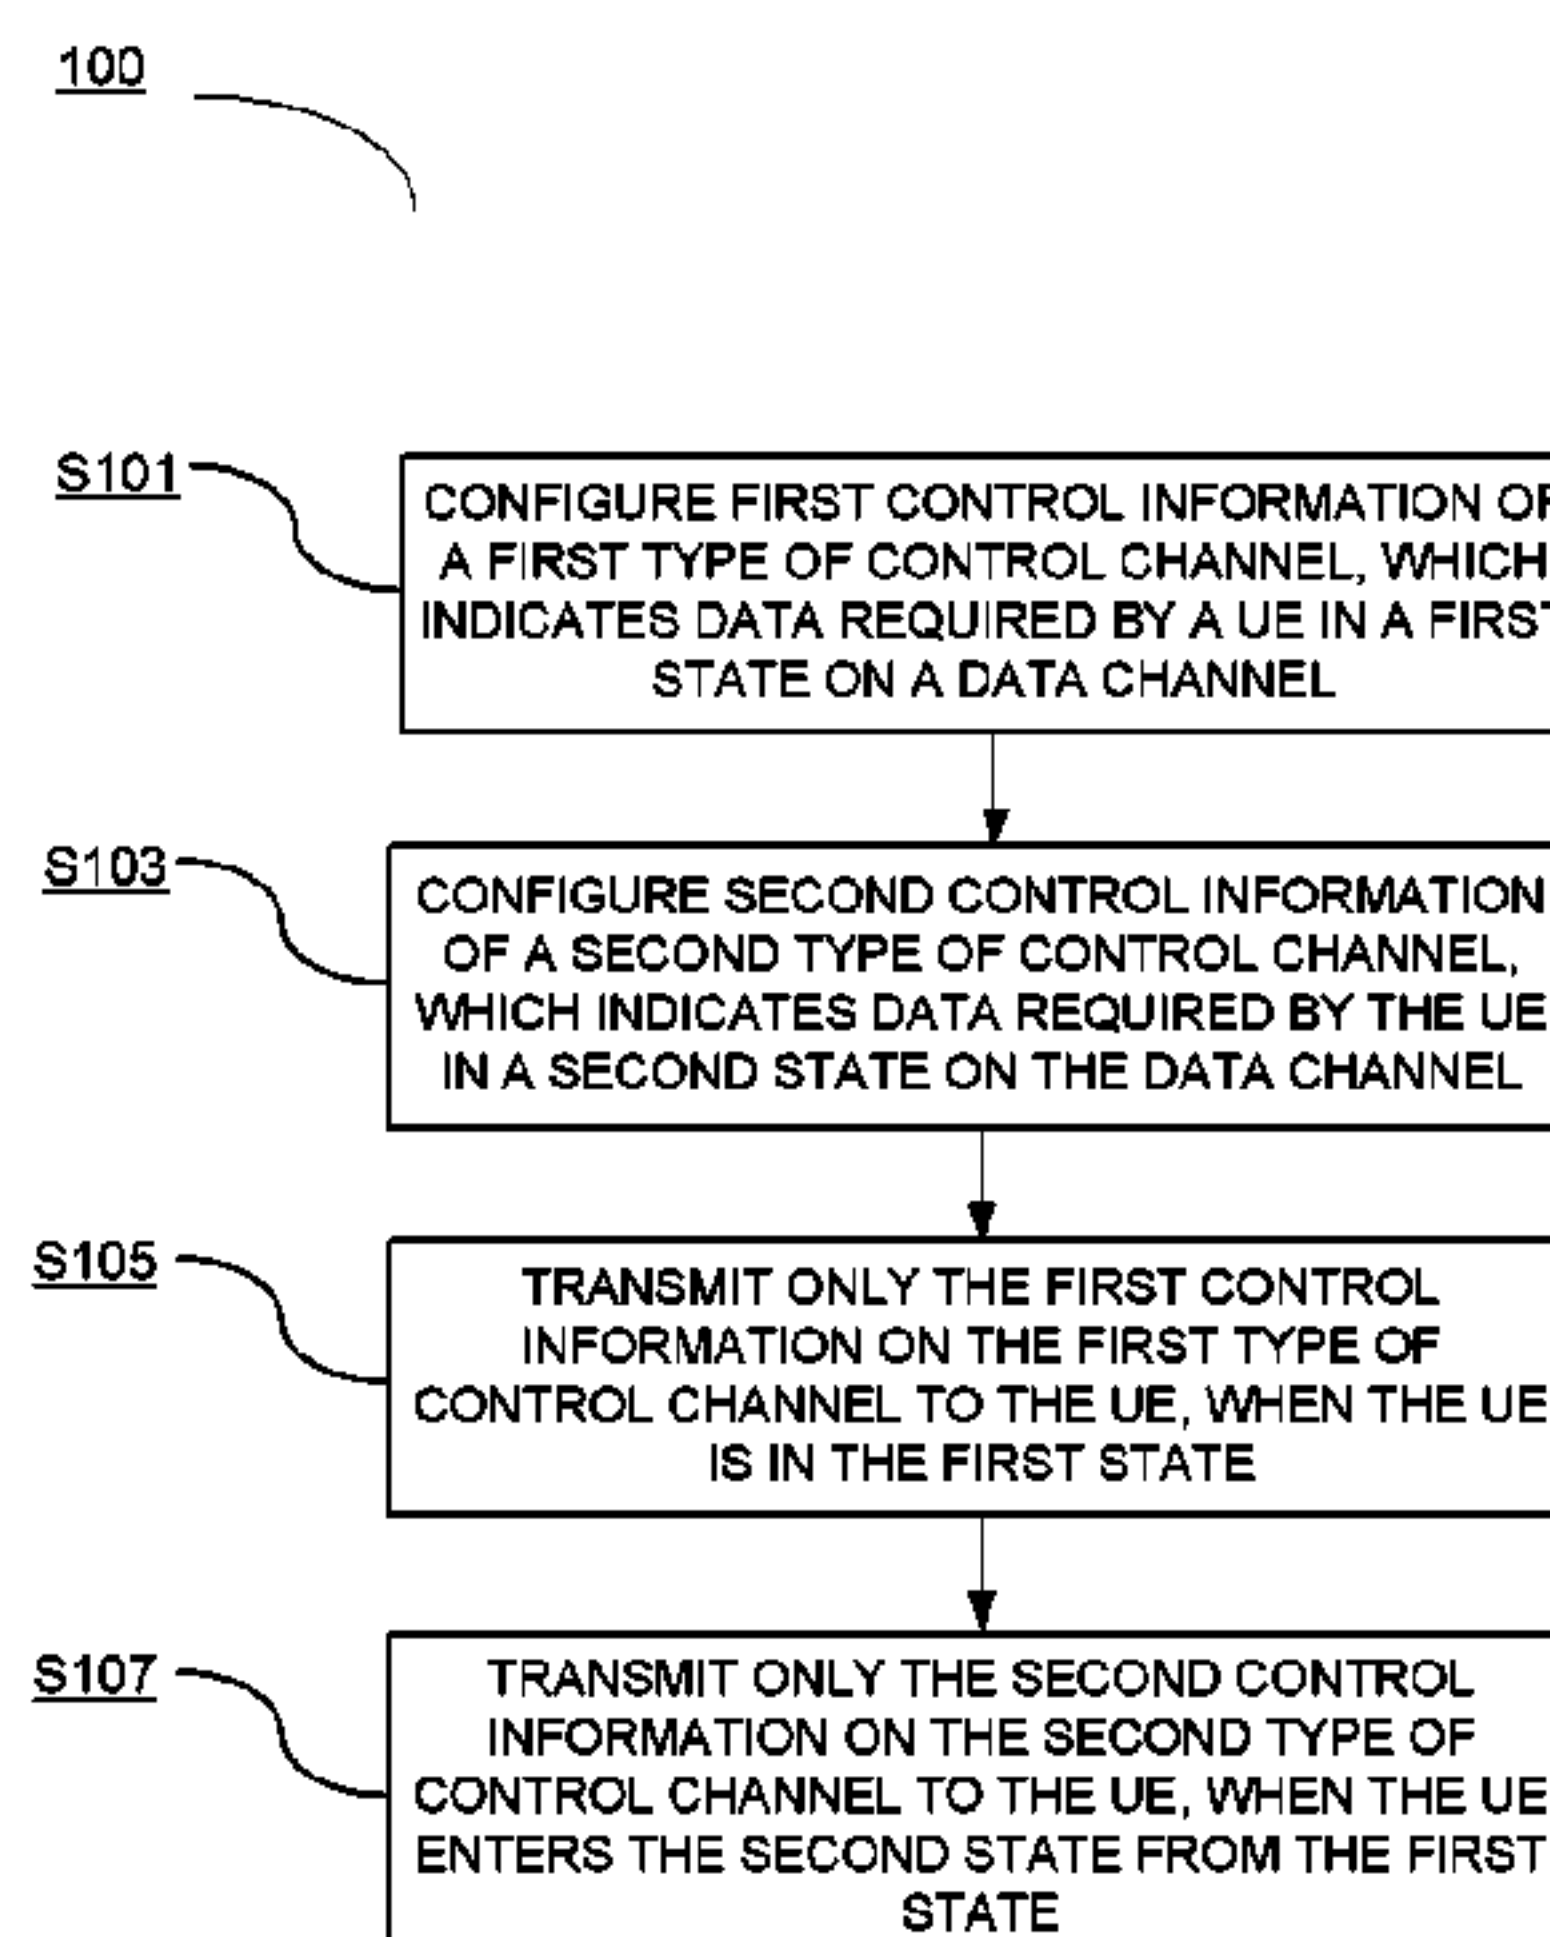 100
S101
CONFIGURE FIRST CONTROL INFORMATION OF
A FIRST TYPE OF CONTROL CHANNEL, WHICH
INDICATES DATA REQUIRED BY A UE IN A FIRST
STATE ON A DATA CHANNEL
S103
CONFIGURE SECOND CONTROL INFORMATION
OF A SECOND TYPE OF CONTROL CHANNEL,
WHICH INDICATES DATA REQUIRED BY THE UE
IN A SECOND STATE ON THE DATA CHANNEL
S105
TRANSMIT ONLY THE FIRST CONTROL
INFORMATION ON THE FIRST TYPE OF
CONTROL CHANNEL TO THE UE, WHEN THE UE
IS IN THE FIRST STATE
S107
TRANSMIT ONLY THE SECOND CONTROL
INFORMATION ON THE SECOND TYPE OF
CONTROL CHANNEL TO THE UE, WHEN THE UE
ENTERS THE SECOND STATE FROM THE FIRST
STATE